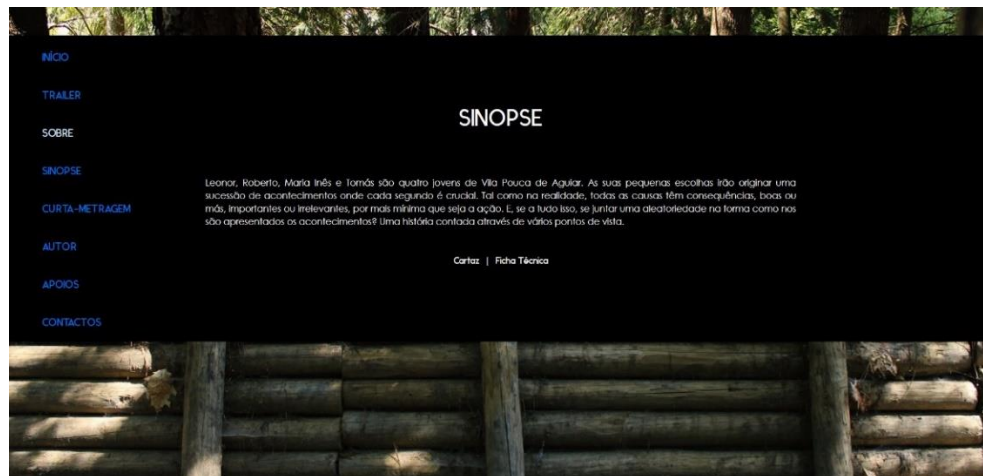 INÍCIO
TRAILER
SOBRE
SINOPSE
CURTA-METRAGEM
AUTOR
APOIOS
CONTACTOS
SINOPSE
Leonor, Roberto, Maria Inês e Tomás são quatro jovens de Vila Pouca de Aguiar. As suas pequenas escolhas irão originar uma
sucessão de acontecimentos onde cada segundo é crucial. Tal como na realidade, todas as causas têm consequências, boas ou
más, importantes ou irrelevantes, por mais mínima que seja a ação. E, se a tudo isso, se juntar uma aleatoriedade na forma como nos
são apresentados os acontecimentos? Uma história contada através de vários pontos de vista.
Cartaz | Ficha Técnica